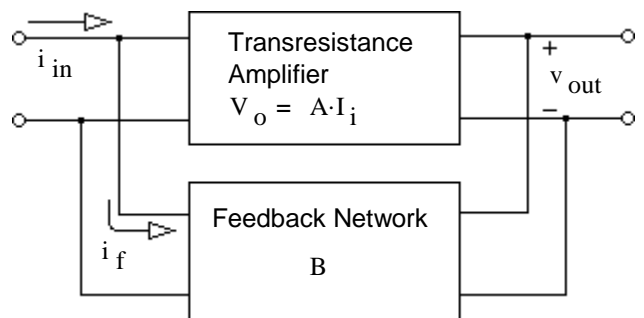 i in
Transresistance
Amplifier
V o = A·I i
+
v out
−
i f
Feedback Network
B